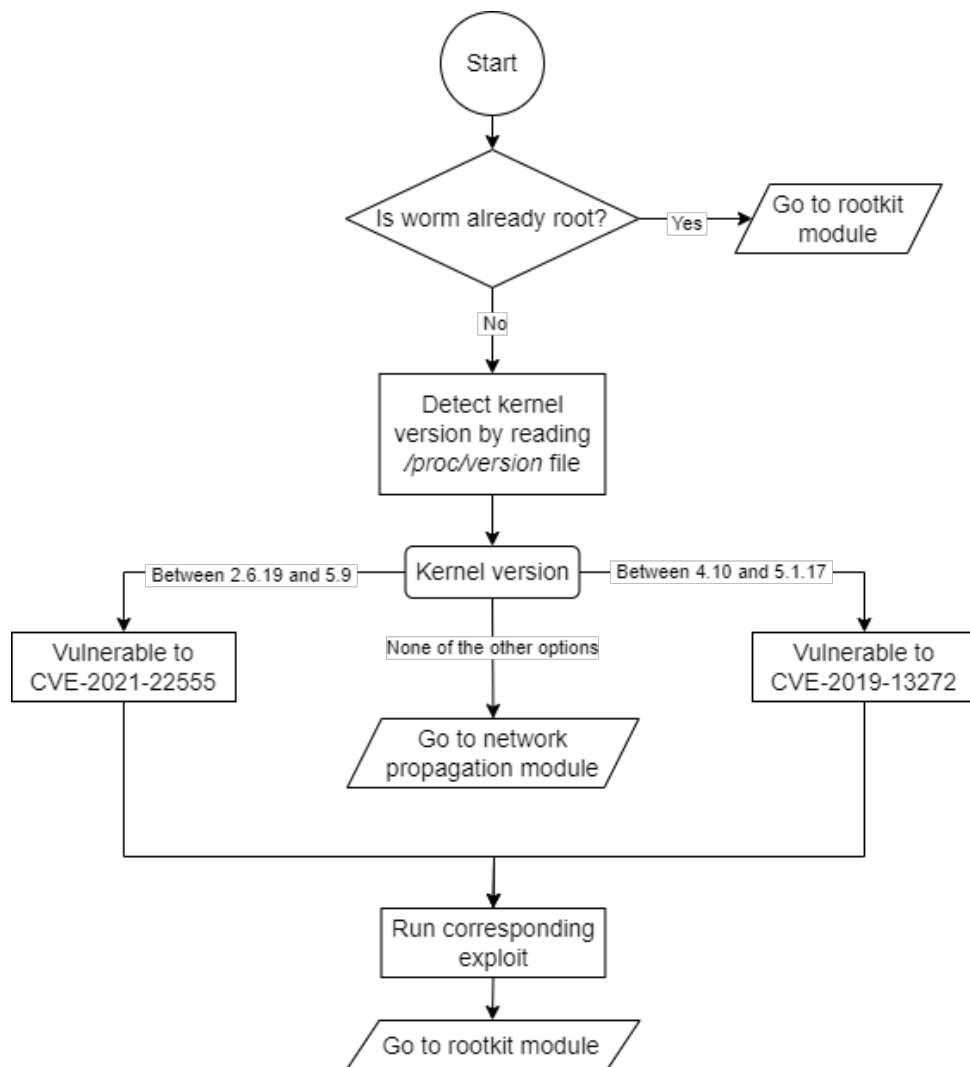 Start
Is worm already root?
Yes
Go to rootkit
module
No
Detect kernel
version by reading
/proc/version file
Kernel version
Between 2.6.19 and 5.9
Between 4.10 and 5.1.17
None of the other options
Vulnerable to
CVE-2021-22555
Vulnerable to
CVE-2019-13272
Go to network
propagation module
Run corresponding
exploit
Go to rootkit module